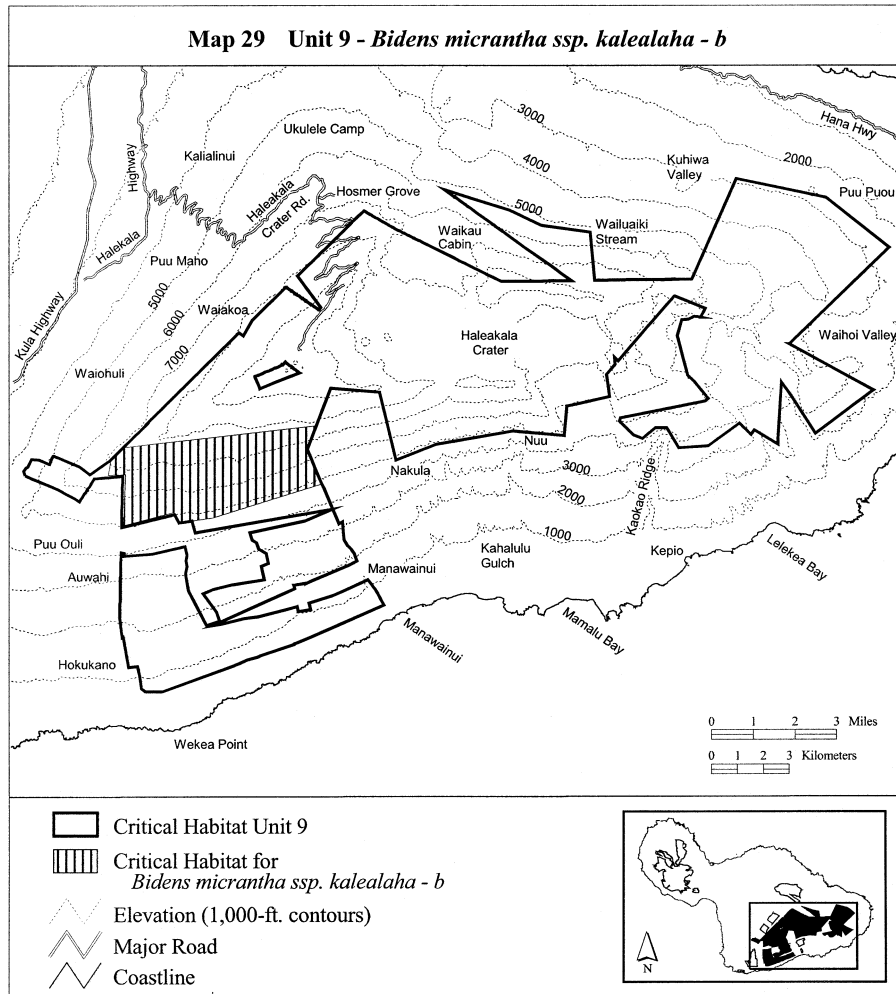 Map 29 Unit 9 - Bidens micrantha ssp. kalealaha - b
Hana Hwy
3000
Ukulele Camp
Highway
Kalialinui
2000
4000
Kuhiwa
Valley
Haleakala
Crater Rd.
Hosmer Grove
Puu Puou
5000
Wailuaiki
Stream
Waikau
Cabin
Halekala
Puu Maho
5000
6000
7000
Waiakoa
Kula Highway
Haleakala
Crater
Waihoi Valley
Waiohuli
Nuu
Nakula
3000
2000
1000
Kaokao Ridge
Puu Ouli
Auwahi
Kahalulu
Gulch
Kepio
Lelekea Bay
Manawainui
Mamalu Bay
Manawainui
Hokukano
Wekea Point
0 1 2 3 Miles
0 1 2 3 Kilometers
Critical Habitat Unit 9
Critical Habitat for
Bidens micrantha ssp. kalealaha - b
Elevation (1,000-ft. contours)
Major Road
Coastline
N